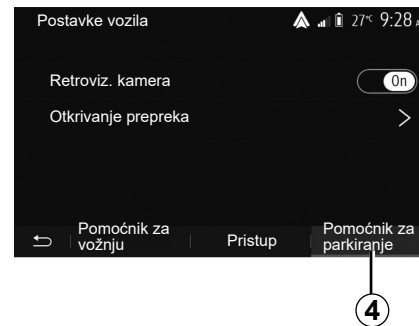 Postavke vozila 27°C 9:28
Retroviz. kamera On
Otkrivanje prepreka
Pomoćnik za vožnju
Pristup
Pomoćnik za parkiranje
4